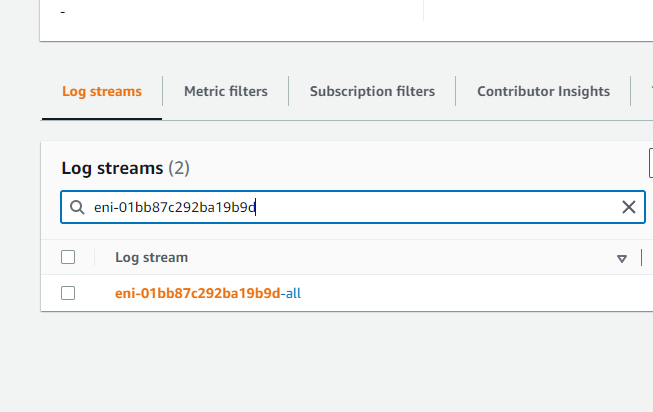 -
Log streams
Metric filters
Subscription filters
Contributor Insights
Log streams (2)
eni-01bb87c292ba19b9d
Log stream
eni-01bb87c292ba19b9d-all